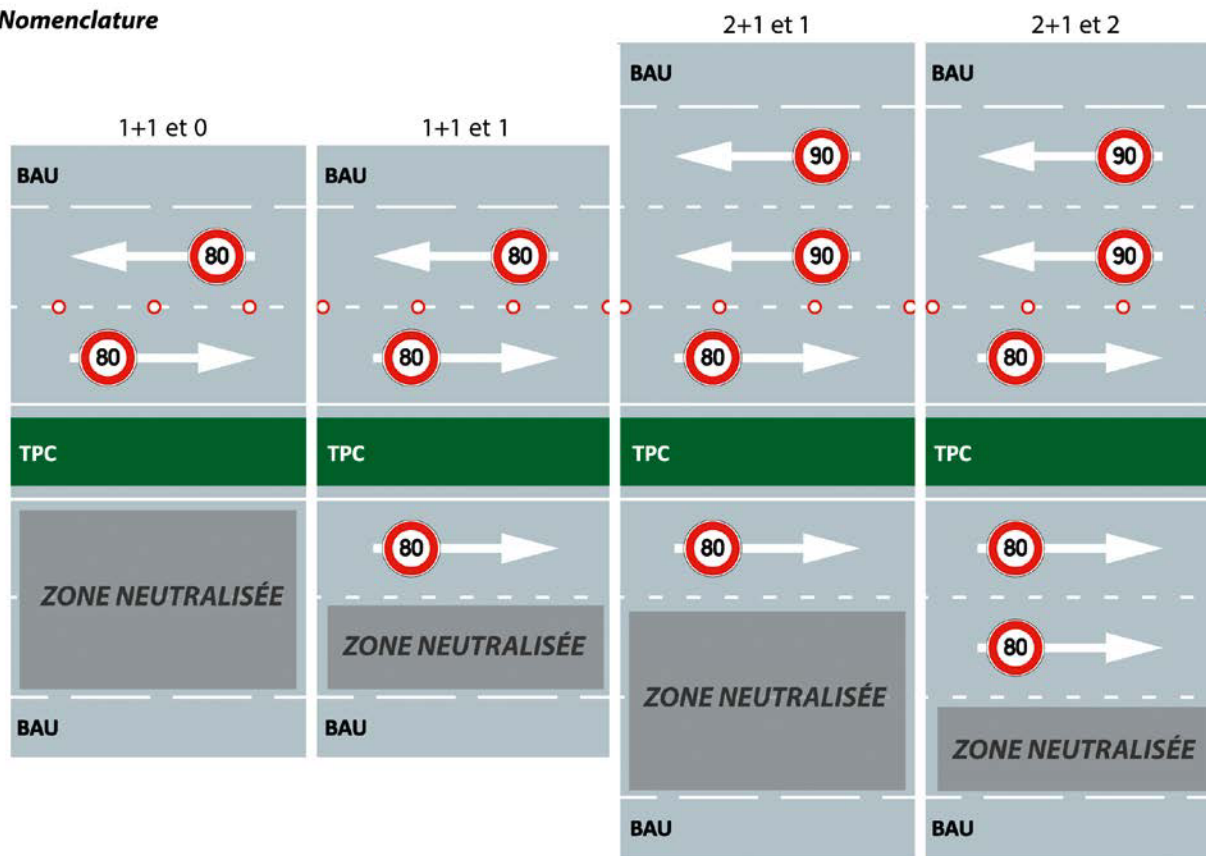 Nomenclature
2+1 et 1
2+1 et 2
1+1 et 0
1+1 et 1
BAU
BAU
BAU
BAU
90
90
80
80
90
90
80
80
80
80
TPC
TPC
TPC
TPC
80
80
80
ZONE NEUTRALISÉE
ZONE NEUTRALISÉE
80
ZONE NEUTRALISÉE
ZONE NEUTRALISÉE
BAU
BAU
BAU
BAU